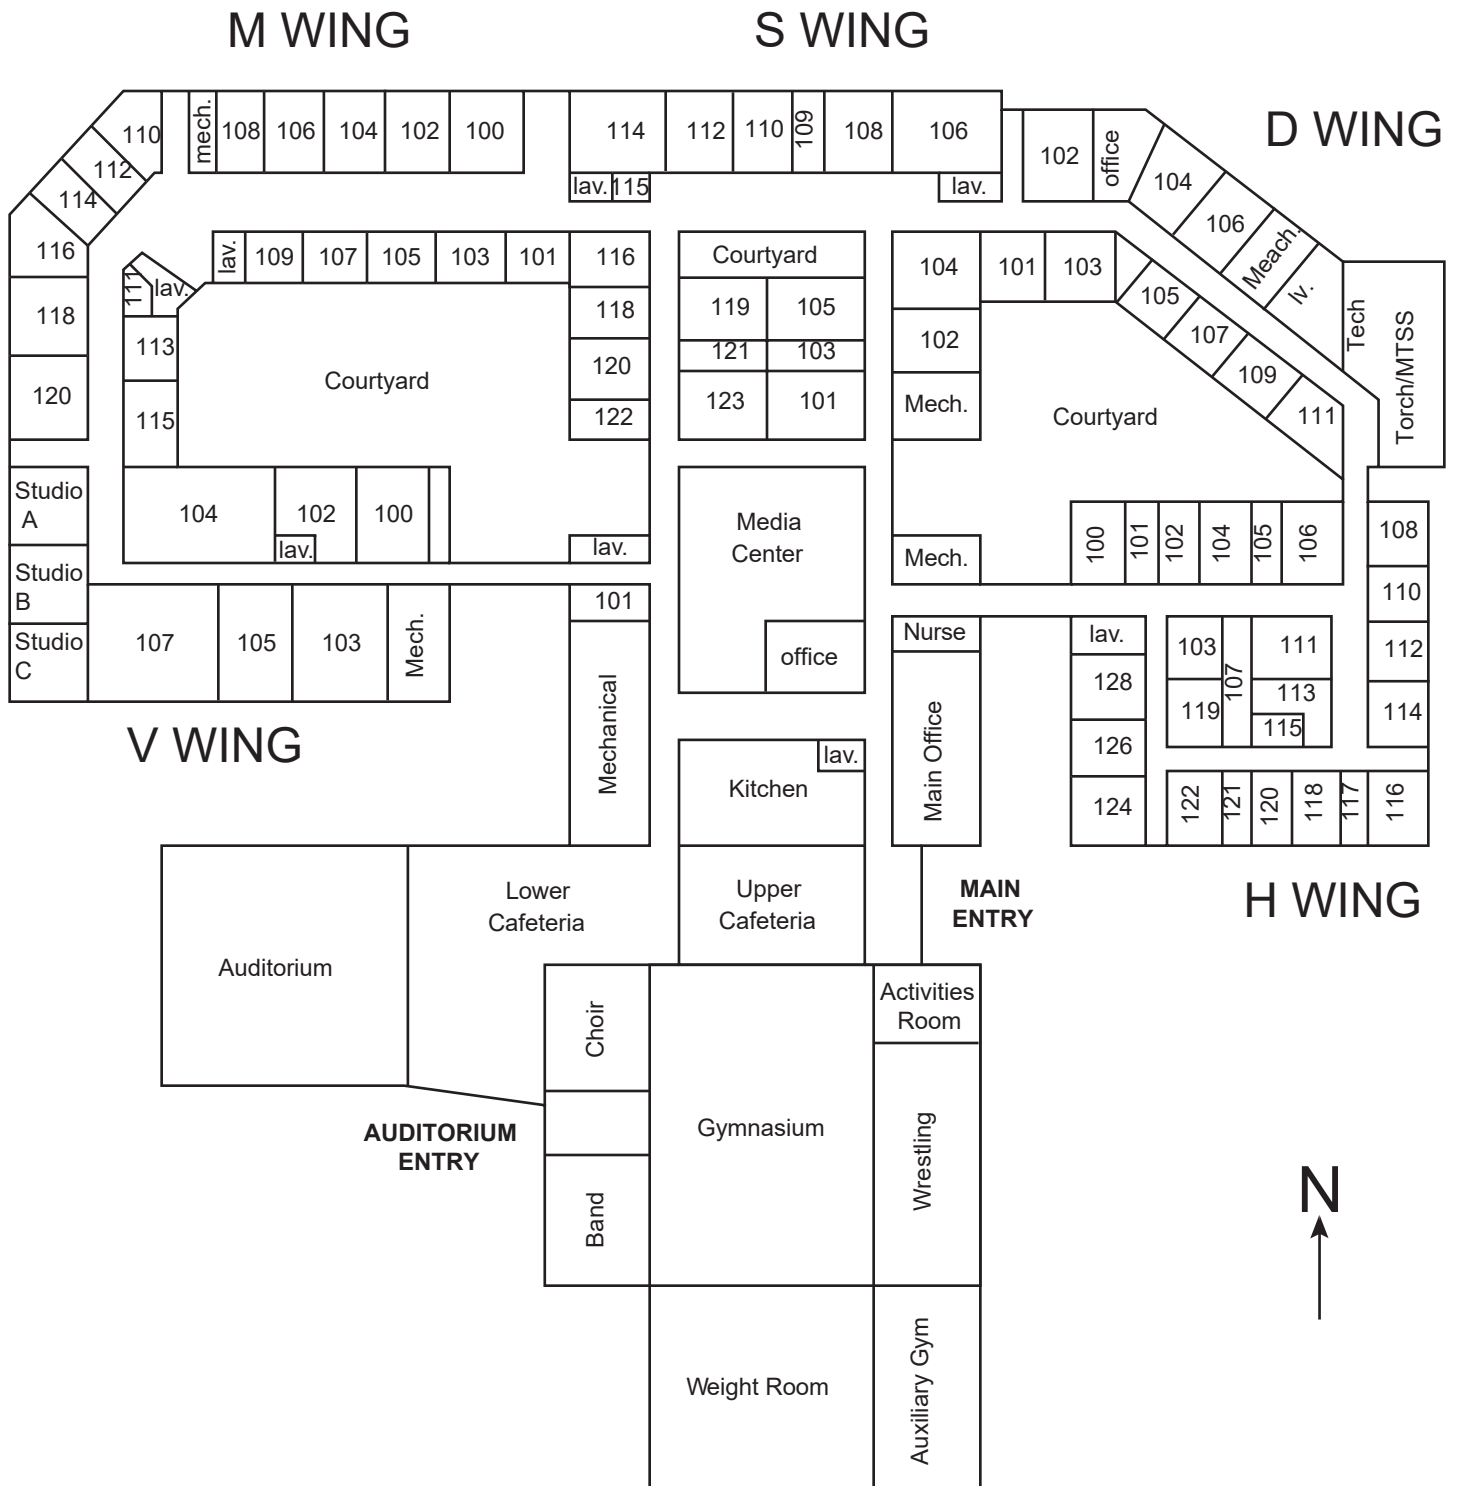 M WING
S WING
D WING
110
mech.
108
106
104
102
100
114
112
110
109
108
106
102
office
104
106
Meach.
lv.
Tech
Torch/MTSS
112
114
116
118
120
lav.
115
lav.
111
lav.
113
115
lav.
109
107
105
103
101
116
118
120
122
Courtyard
Courtyard
119
105
121
103
123
101
104
102
Mech.
101
103
105
107
109
111
Courtyard
Studio
A
Studio
B
Studio
C
104
102
lav.
100
lav.
Media
Center
office
Mech.
100
101
102
104
105
106
108
110
112
114
107
105
103
Mech.
101
Mechanical
Nurse
Main Office
lav.
128
126
124
103
119
107
111
113
115
122
121
120
118
117
116
V WING
H WING
lav.
Kitchen
Upper
Cafeteria
Lower
Cafeteria
Auditorium
MAIN
ENTRY
Activities
Room
Choir
Gymnasium
Wrestling
AUDITORIUM
ENTRY
Band
N
Weight Room
Auxiliary Gym